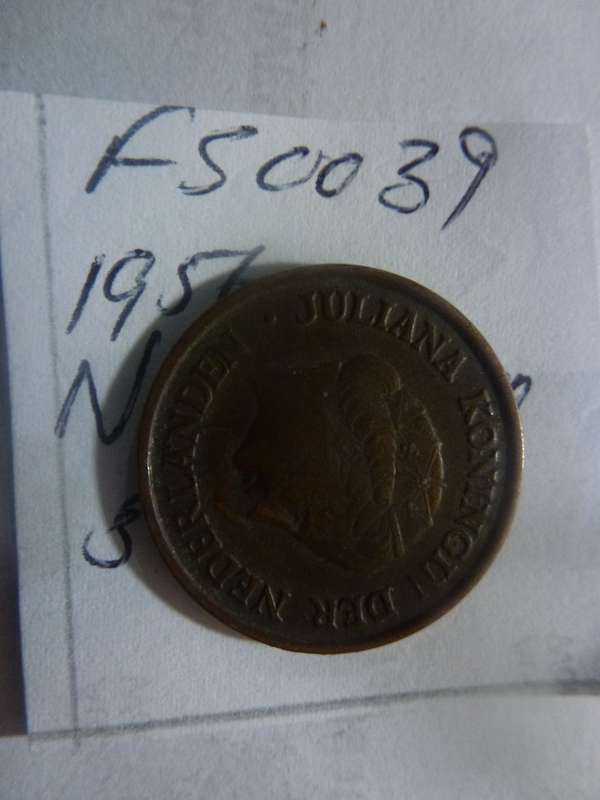 FS0039
195
N
JULIANA KONINGIN DER NEDERLANDEN